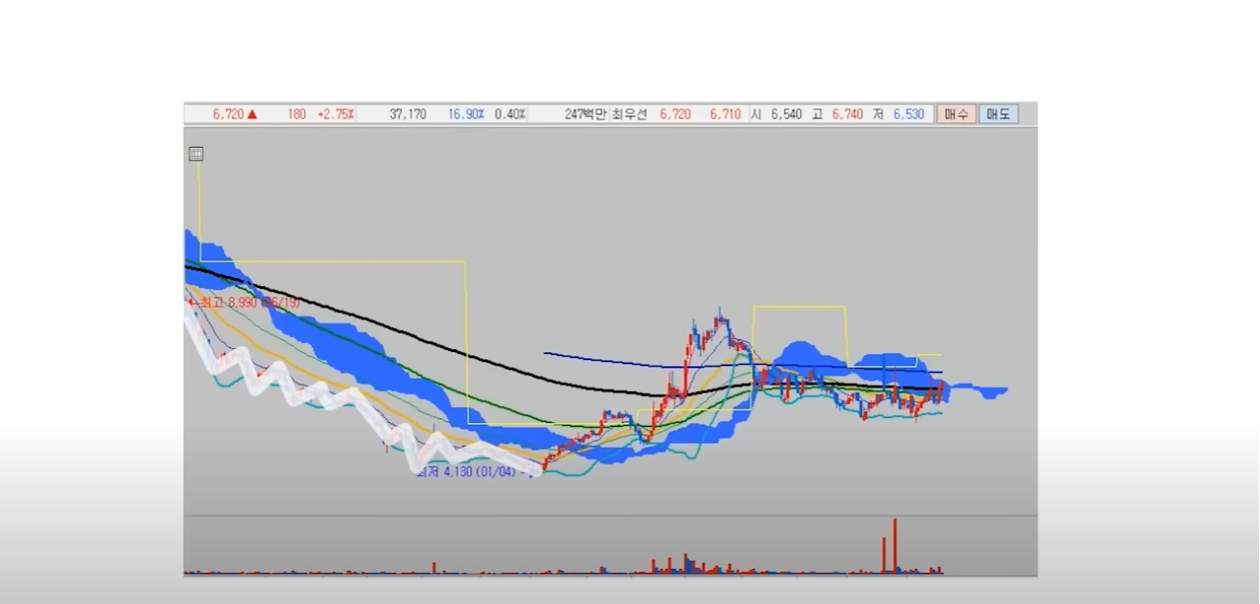 6,720 ▲ 180 +2.75% 37,170 16.90% 0.40% 247백만 최우선 6,720 6,710 시 6,540 고 6,740 저 6,530 매수 매도
←최고 8,990 (06/19)
최저 4,130 (01/04) →